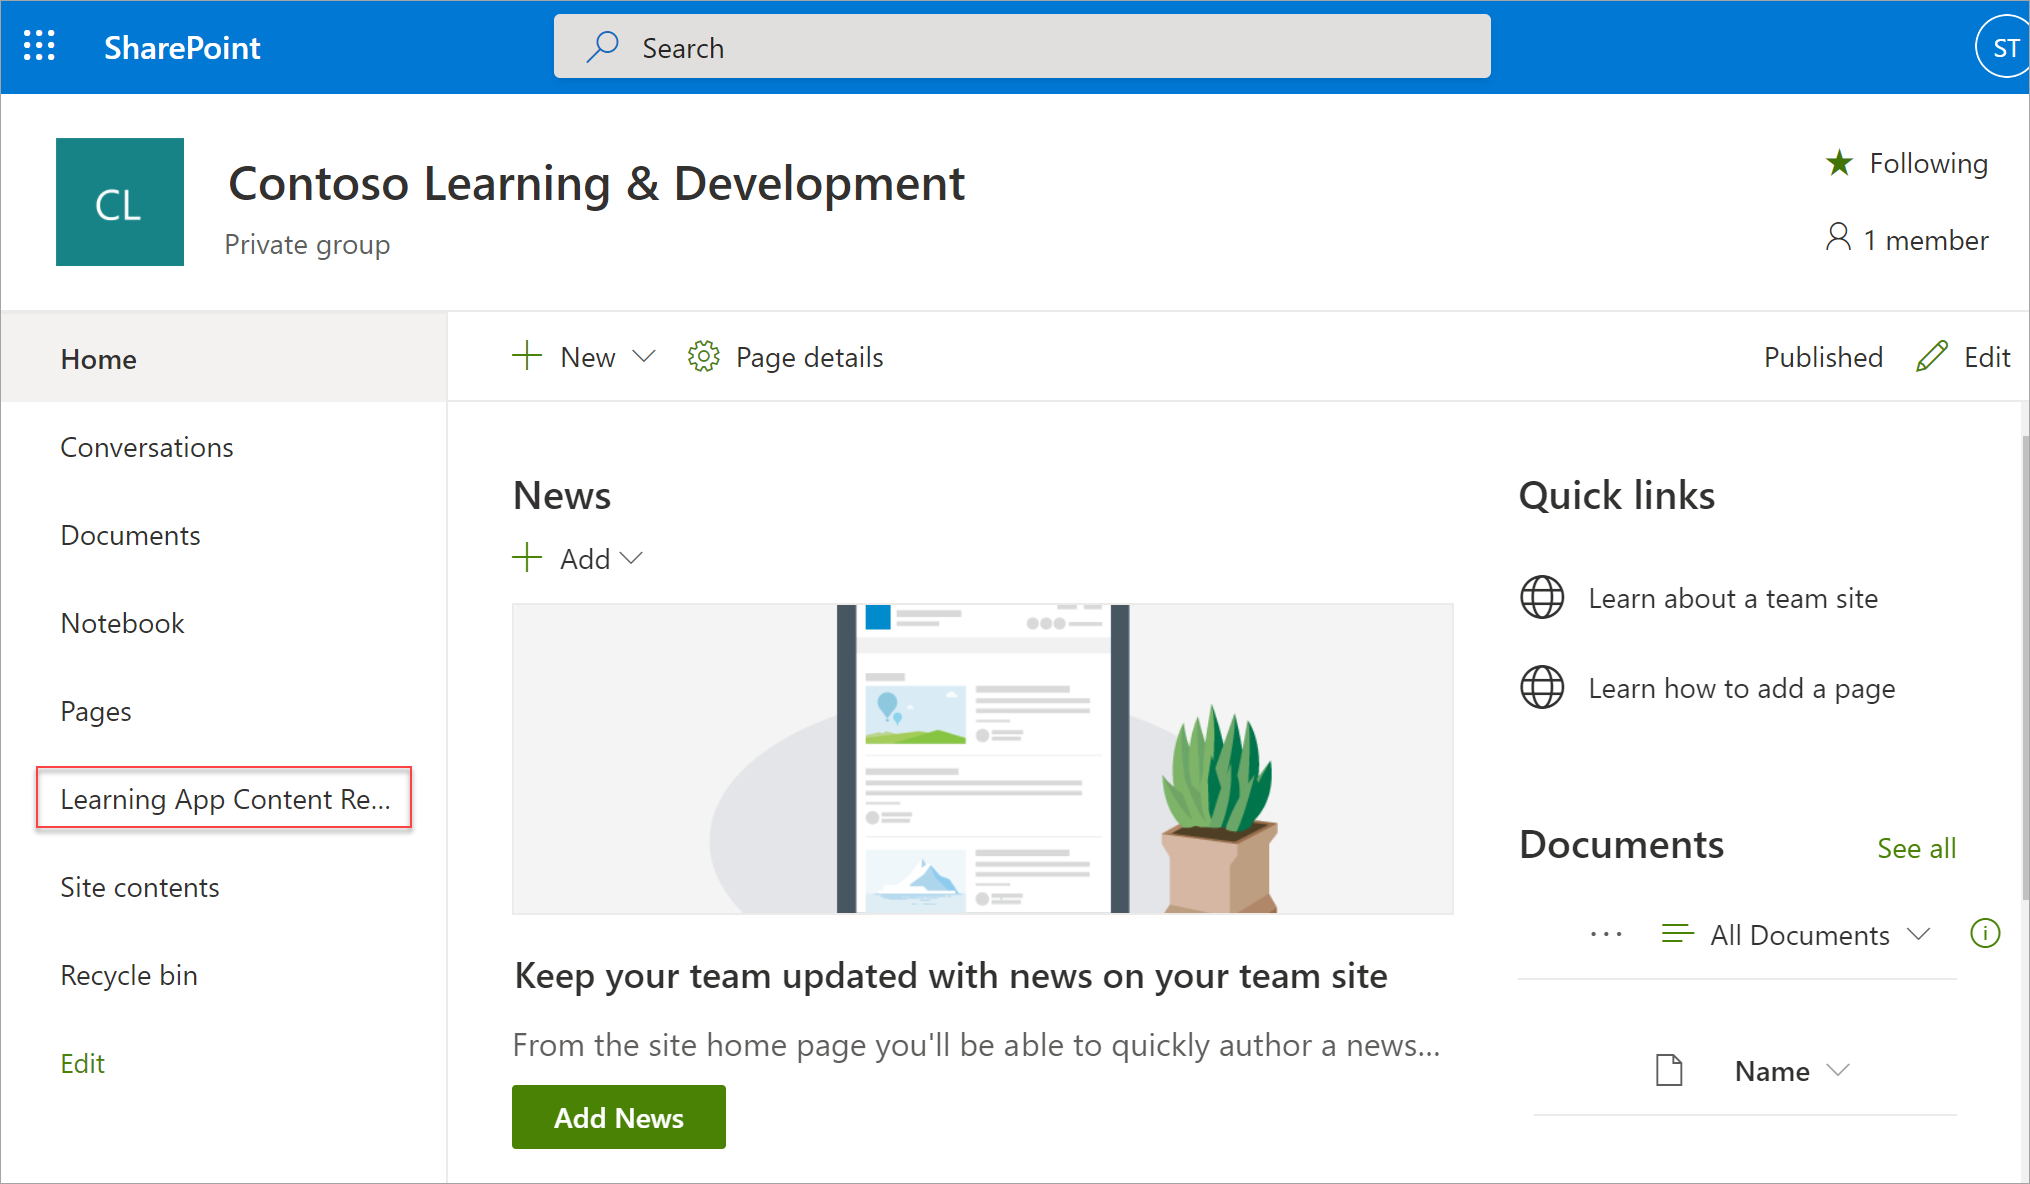 SharePoint
Search
ST
CL
Contoso Learning & Development
Private group
Following
1 member
Home
Conversations
Documents
Notebook
Pages
Learning App Content Re...
Site contents
Recycle bin
Edit
New
Page details
Published
Edit
News
Add
Keep your team updated with news on your team site
From the site home page you'll be able to quickly author a news...
Add News
Quick links
Learn about a team site
Learn how to add a page
Documents
See all
All Documents
Name